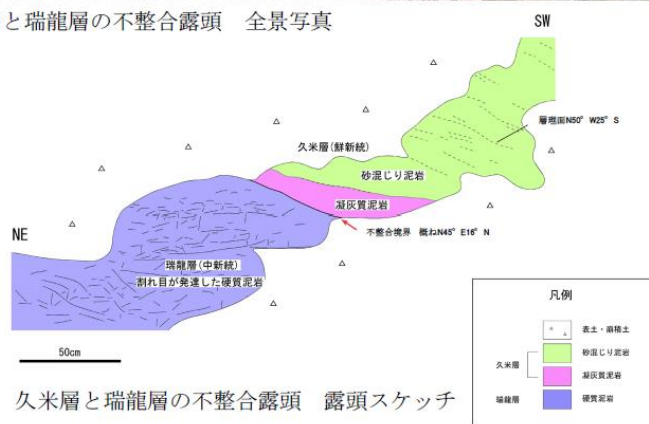 と瑞龍層の不整合露頭 全景写真
SW
層理面N50°W25°S
久米層(鮮新統)
砂混じり泥岩
凝灰質泥岩
NE
不整合境界 概ねN45°E16°N
瑞龍層(中新統)
割れ目が発達した硬質泥岩
50cm
凡例
表土・崩積土
久米層
砂混じり泥岩
凝灰質泥岩
瑞龍層
硬質泥岩
久米層と瑞龍層の不整合露頭 露頭スケッチ